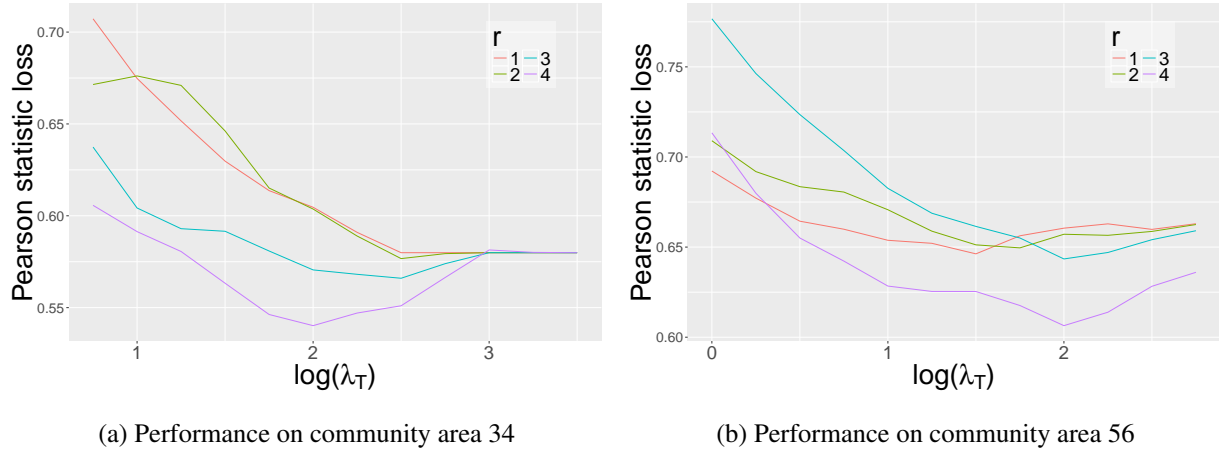 Pearson statistic loss
0.70
0.65
0.60
0.55
r
1 3
2 4
1 2 3
log(λT)
(a) Performance on community area 34
Pearson statistic loss
0.75
0.70
0.65
0.60
r
1 3
2 4
0 1 2
log(λT)
(b) Performance on community area 56